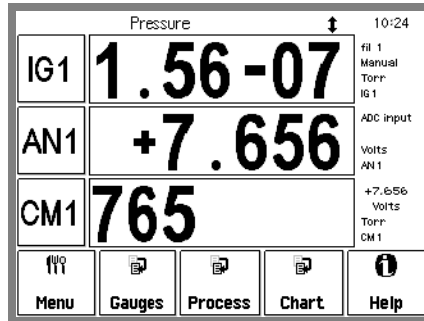 Pressure 10:24
IG1 1.56-07 fil 1
Manual
Torr
IG1
AN1 +7.656 ADC input
Volts
AN1
CM1 765 +7.656
Volts
Torr
CM1
Menu Gauges Process Chart Help